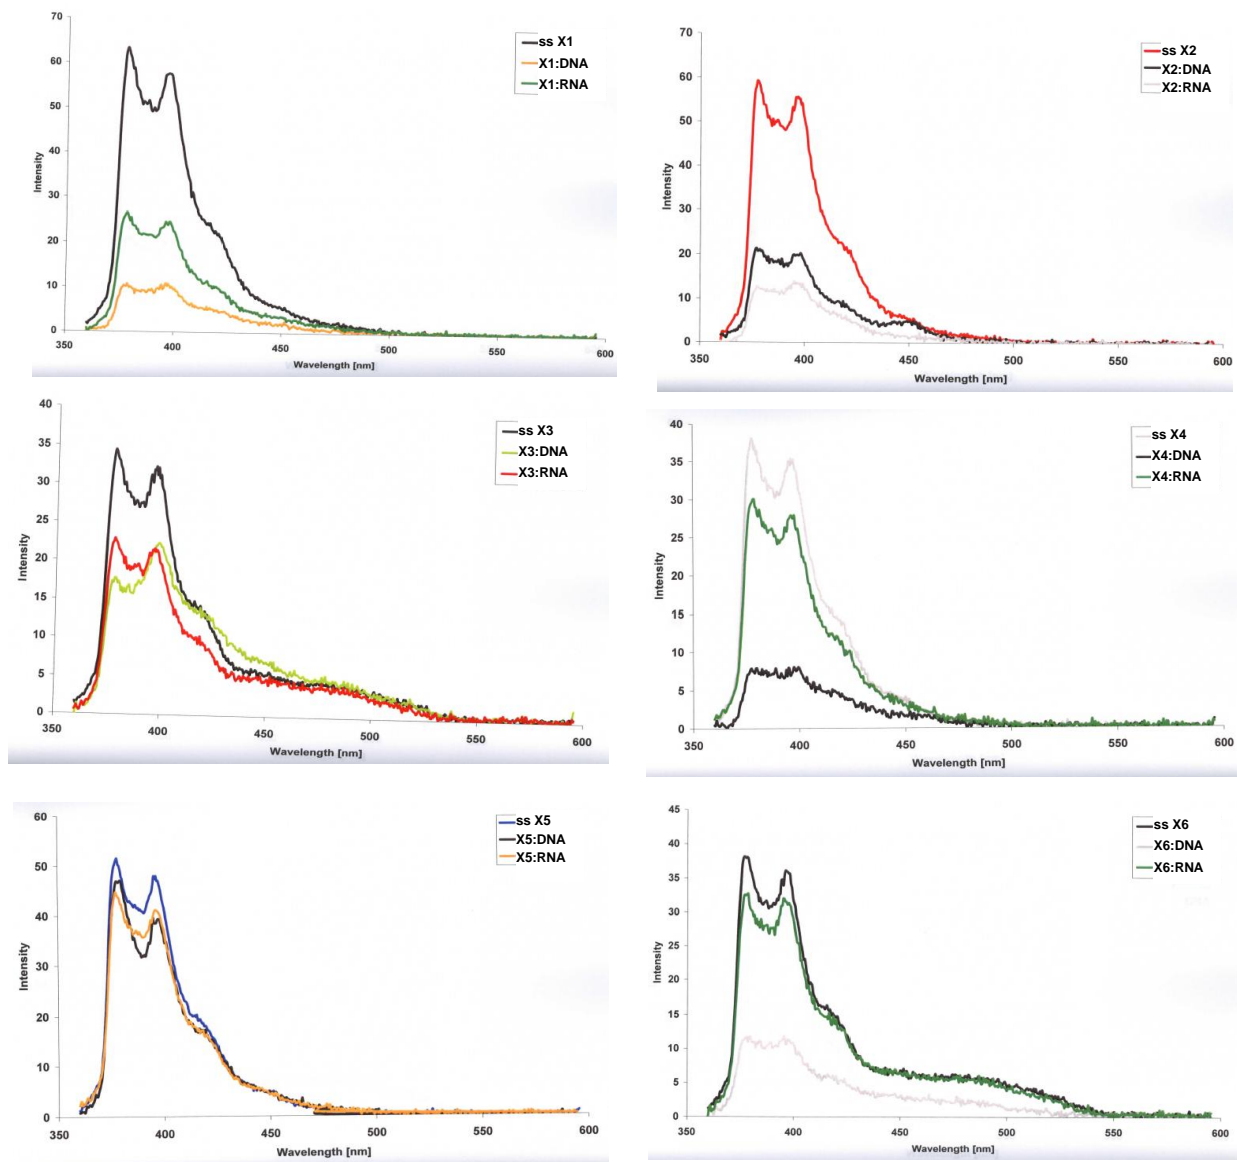 70
60
50
40
30
20
10
0
Intensity
350
400
450
500
550
600
Wavelength [nm]
ss X1
X1:DNA
X1:RNA
70
60
50
40
30
20
10
0
Intensity
350
400
450
500
550
600
Wavelength [nm]
ss X2
X2:DNA
X2:RNA
40
35
30
25
20
15
10
5
0
Intensity
350
400
450
500
550
600
Wavelength [nm]
ss X3
X3:DNA
X3:RNA
40
35
30
25
20
15
10
5
0
Intensity
350
400
450
500
550
600
Wavelength [nm]
ss X4
X4:DNA
X4:RNA
60
50
40
30
20
10
0
Intensity
350
400
450
500
550
600
Wavelength [nm]
ss X5
X5:DNA
X5:RNA
45
40
35
30
25
20
15
10
5
0
Intensity
350
400
450
500
550
600
Wavelength [nm]
ss X6
X6:DNA
X6:RNA